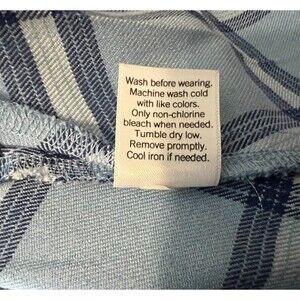 Wash before wearing.
Machine wash cold
with like colors.
Only non-chlorine
bleach when needed.
Tumble dry low.
Remove promptly.
Cool iron if needed.